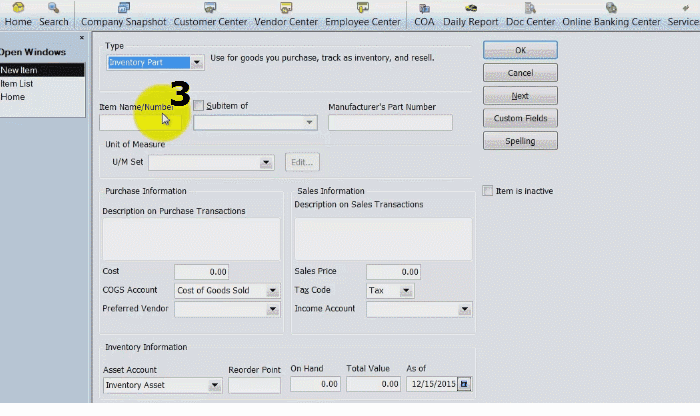 Home Search Company Snapshot Customer Center Vendor Center Employee Center COA Daily Report Doc Center Online Banking Center Service
Open Windows
New Item
Item List
Home
Type
Inventory Part
Use for goods you purchase, track as inventory, and resell.
OK
Cancel
Next
Custom Fields
Spelling
3
Item Name/Number
Subitem of
Manufacturer's Part Number
Unit of Measure
U/M Set
Edit...
Item is inactive
Purchase Information
Description on Purchase Transactions
Cost 0.00
COGS Account Cost of Goods Sold
Preferred Vendor
Sales Information
Description on Sales Transactions
Sales Price 0.00
Tax Code Tax
Income Account
Inventory Information
Asset Account Reorder Point On Hand Total Value As of
Inventory Asset 0.00 0.00 12/15/2015